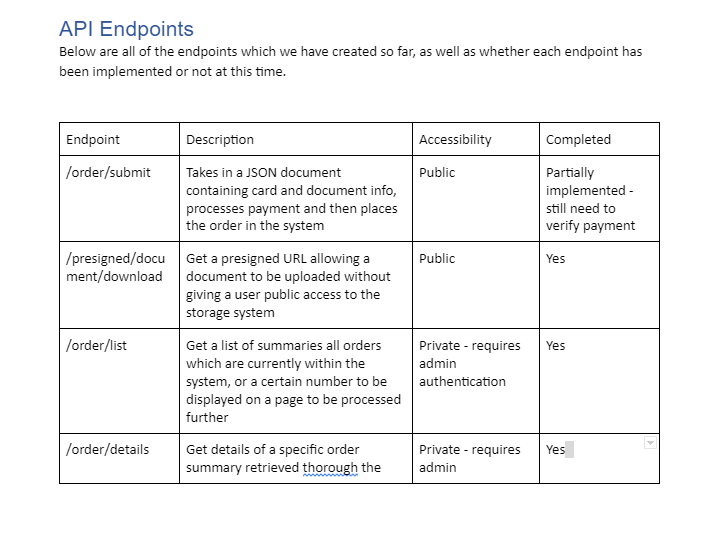 API Endpoints
Below are all of the endpoints which we have created so far, as well as whether each endpoint has
been implemented or not at this time.
Endpoint
Description
Accessibility
Completed
/order/submit
Takes in a JSON document
containing card and document info,
processes payment and then places
the order in the system
Public
Partially
implemented -
still need to
verify payment
/presigned/docu
ment/download
Get a presigned URL allowing a
document to be uploaded without
giving a user public access to the
storage system
Public
Yes
/order/list
Get a list of summaries all orders
which are currently within the
system, or a certain number to be
displayed on a page to be processed
further
Private - requires
admin
authentication
Yes
/order/details
Get details of a specific order
summary retrieved thorough the
Private - requires
admin
Yes